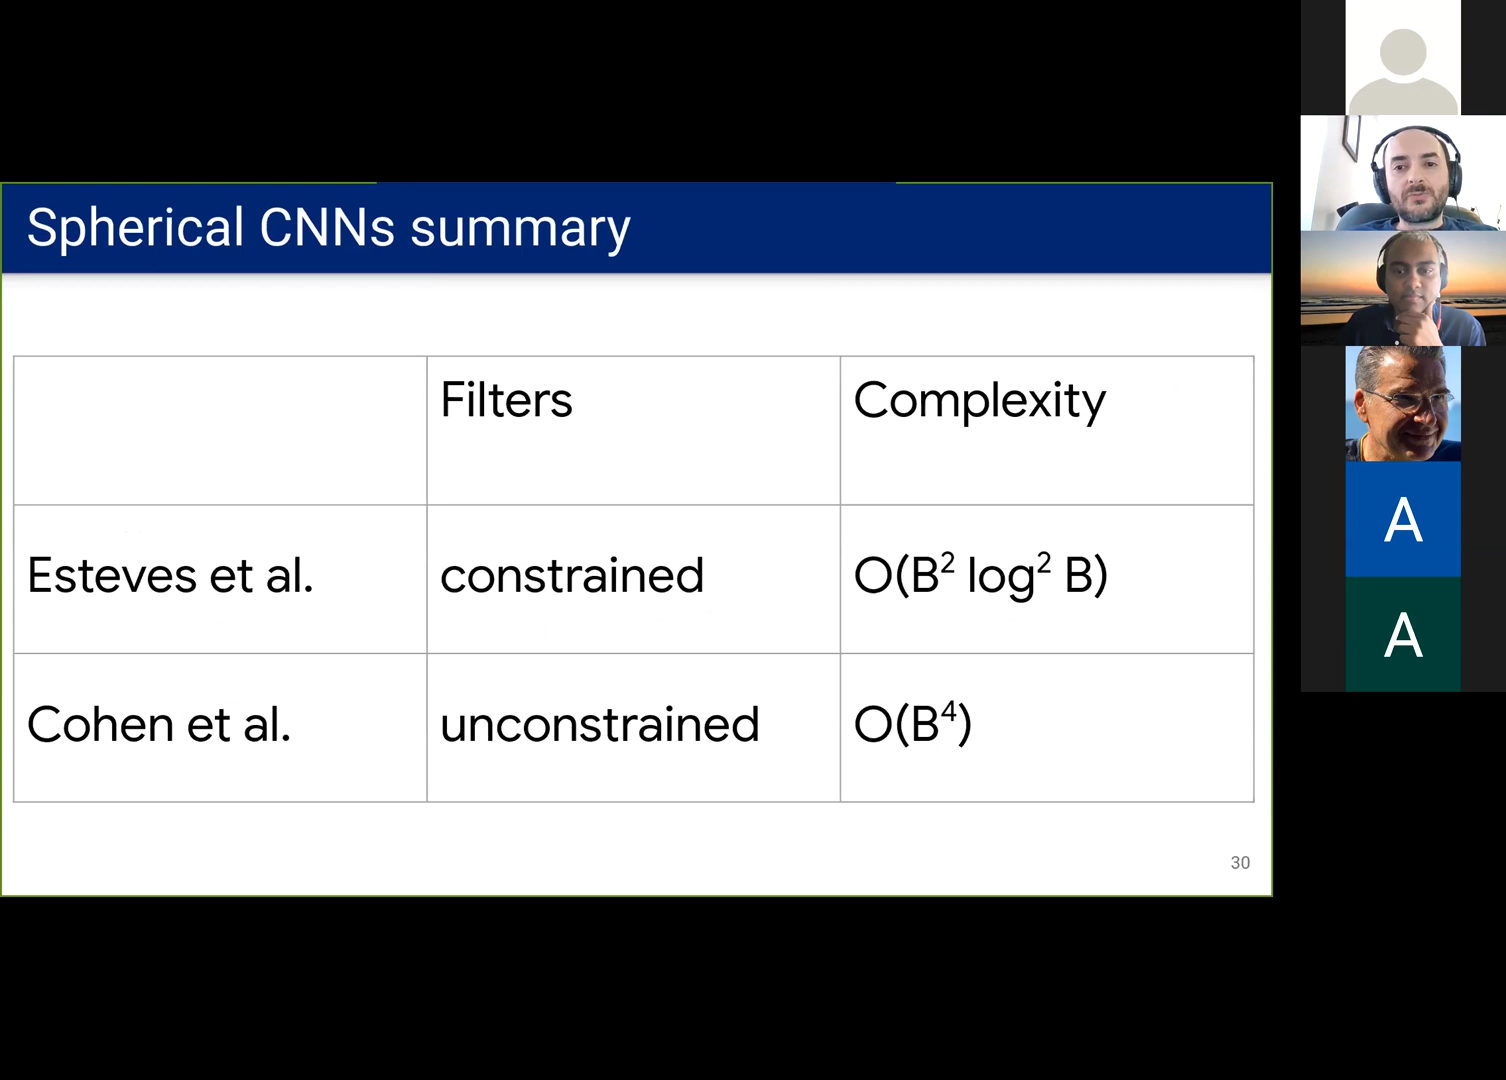 Spherical CNNs summary
Filters Complexity
Esteves et al. constrained O(B² log² B)
Cohen et al. unconstrained O(B⁴)
30
A
A